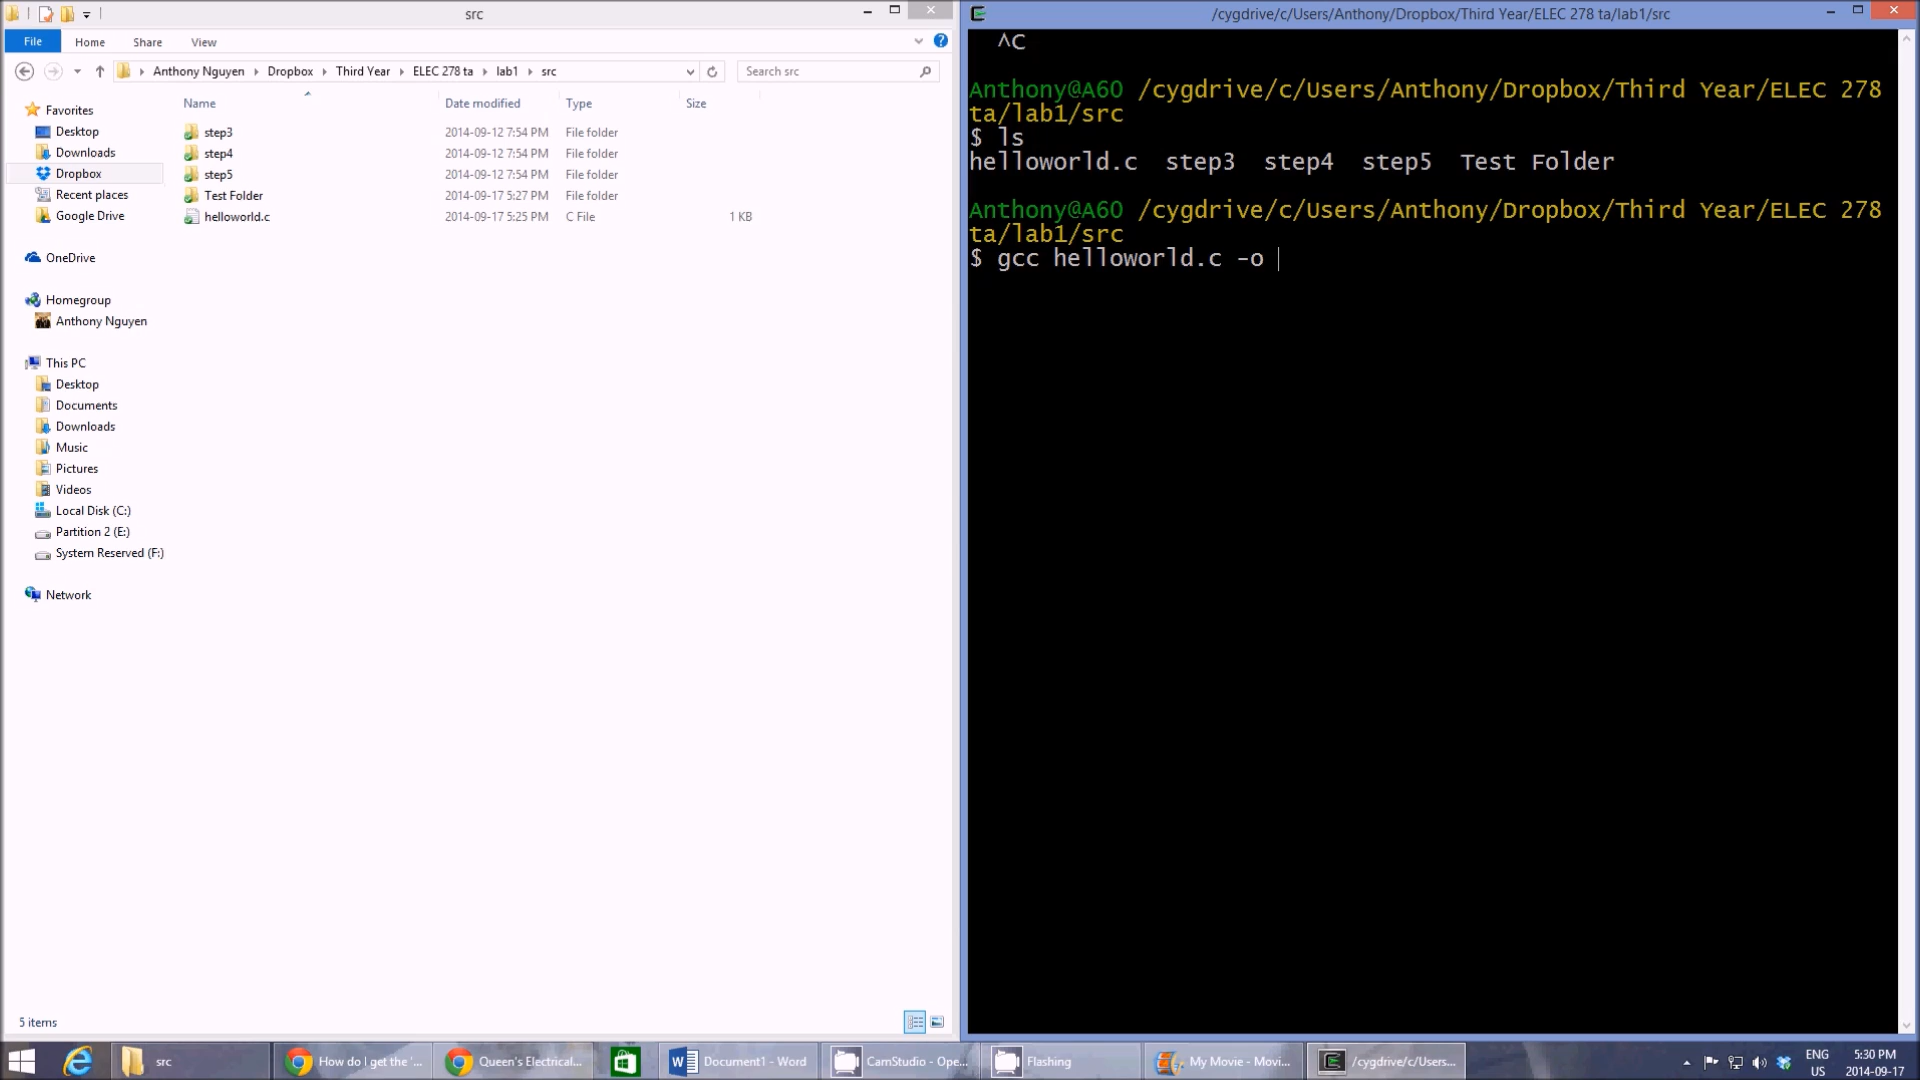 src
File Home Share View
Anthony Nguyen Dropbox Third Year ELEC 278 ta lab1 src
Search src
Name Date modified Type Size
Favorites
Desktop
Downloads
Dropbox
Recent places
Google Drive
OneDrive
Homegroup
Anthony Nguyen
This PC
Desktop
Documents
Downloads
Music
Pictures
Videos
Local Disk (C:)
Partition 2 (E:)
System Reserved (F:)
Network
step3 2014-09-12 7:54 PM File folder
step4 2014-09-12 7:54 PM File folder
step5 2014-09-12 7:54 PM File folder
Test Folder 2014-09-17 5:27 PM File folder
helloworld.c 2014-09-17 5:25 PM C File 1 KB
5 items
/cygdrive/c/Users/Anthony/Dropbox/Third Year/ELEC 278 ta/lab1/src
^C
Anthony@A60 /cygdrive/c/Users/Anthony/Dropbox/Third Year/ELEC 278
ta/lab1/src
$ ls
helloworld.c step3 step4 step5 Test Folder
Anthony@A60 /cygdrive/c/Users/Anthony/Dropbox/Third Year/ELEC 278
ta/lab1/src
$ gcc helloworld.c -o
src
How do I get the '...
Queen's Electrical...
Document1 - Word
CamStudio - Ope...
Flashing
My Movie - Movi...
/cygdrive/c/Users...
ENG
US
5:30 PM
2014-09-17